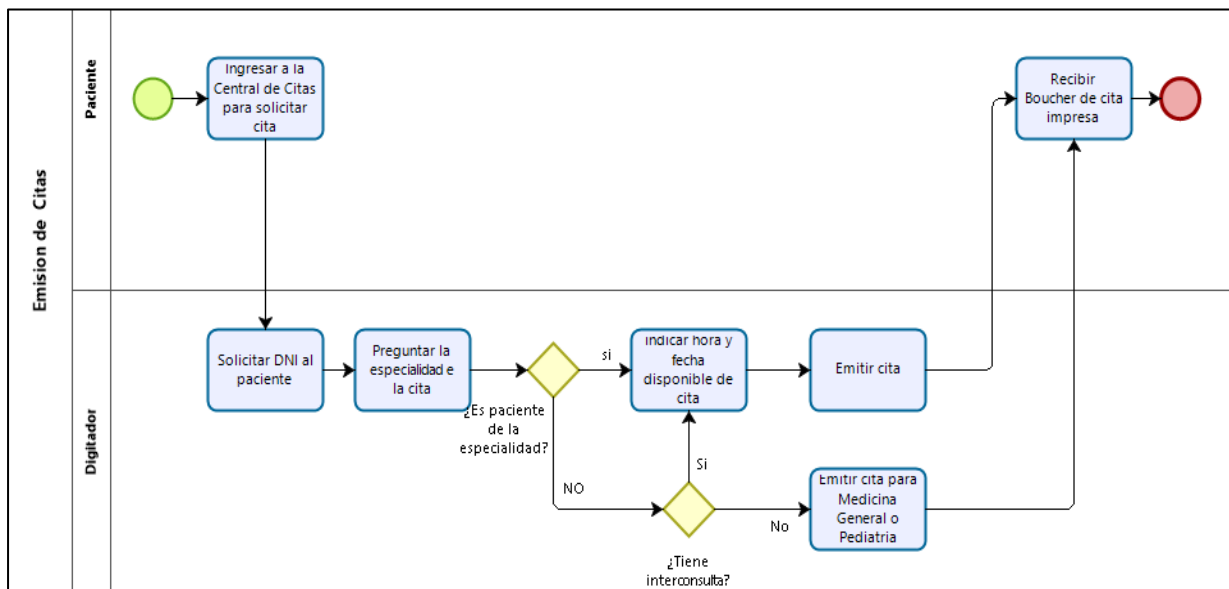 Emision de Citas
Paciente
Ingresar a la
Central de Citas
para solicitar
cita
Recibir
Boucher de cita
impresa
Digitador
Solicitar DNI al
paciente
Preguntar la
especialidad e
la cita
¿Es paciente
de la
especialidad?
si
NO
Indicar hora y
fecha
disponible de
cita
Emitir cita
¿Tiene
interconsulta?
Si
No
Emitir cita para
Medicina
General o
Pediatria